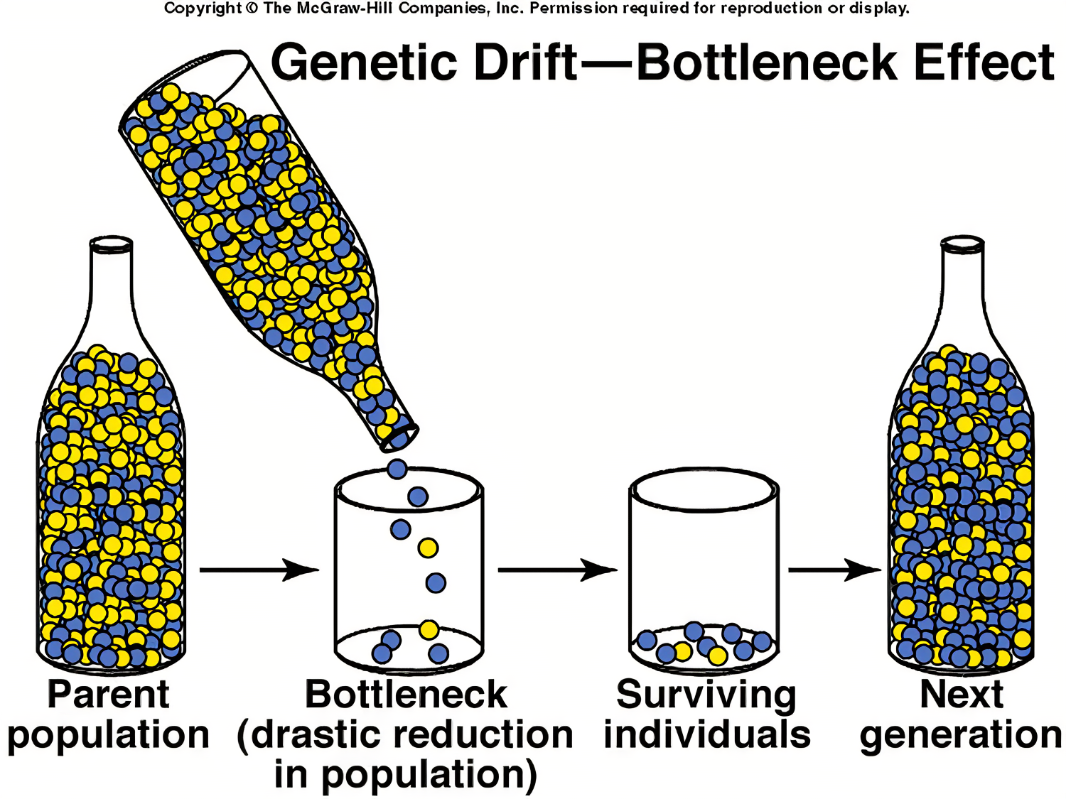 Copyright © The McGraw-Hill Companies, Inc. Permission required for reproduction or display.
Genetic Drift—Bottleneck Effect
Parent
population
Bottleneck
(drastic reduction
in population)
Surviving
individuals
Next
generation